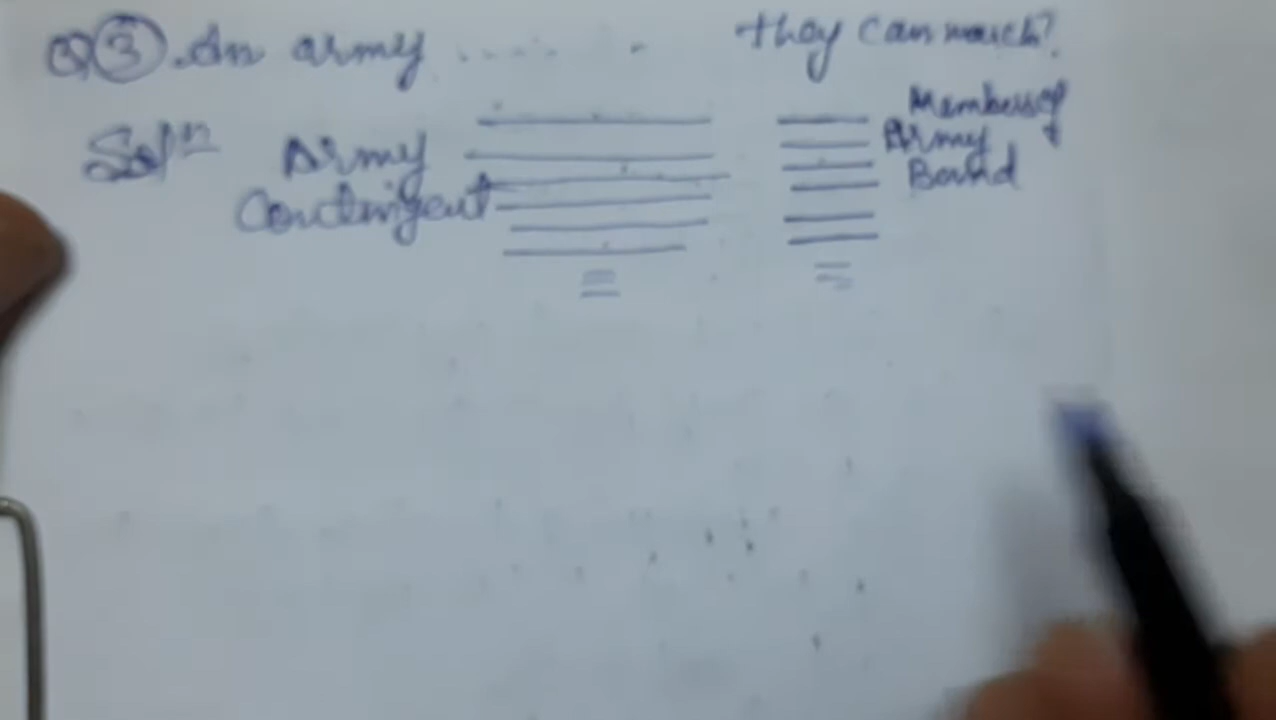 Q③. An army ..... - they can march?
Solⁿ Army Contingent
Members of Army Band